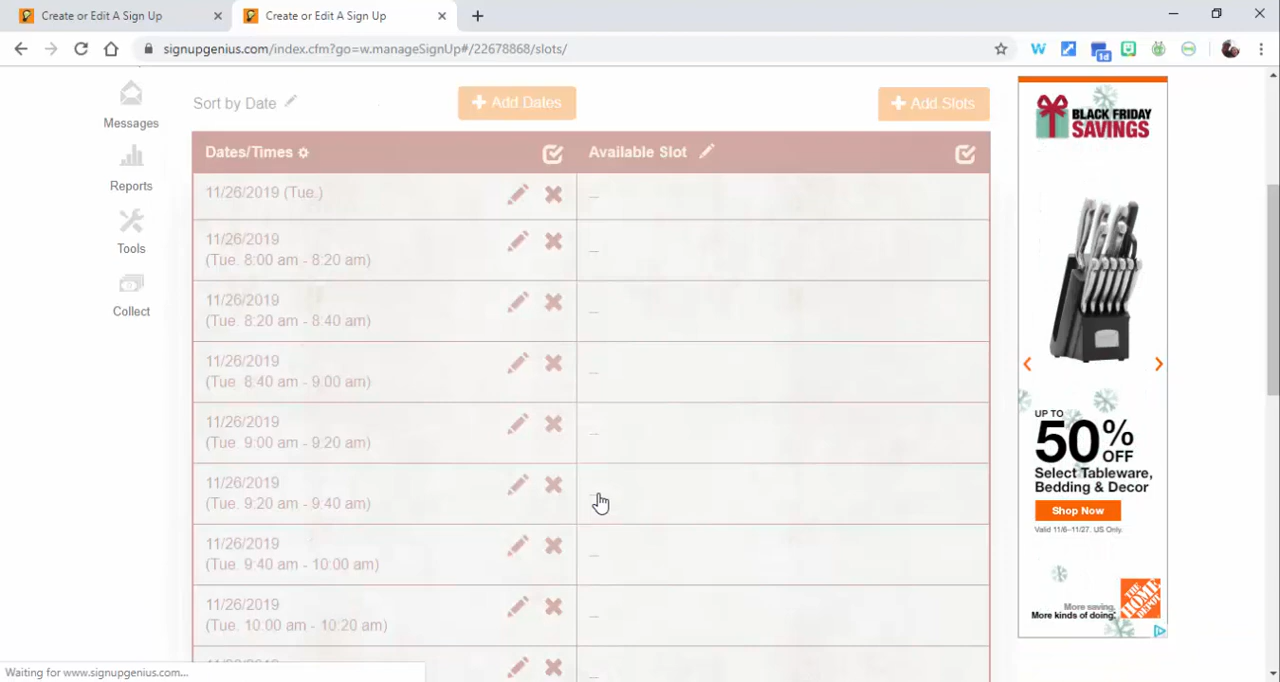 Create or Edit A Sign Up
Create or Edit A Sign Up
signupgenius.com/index.cfm?go=w.manageSignUp#/22678868/slots/
W
1d
Messages
Reports
Tools
Collect
Sort by Date
Add Dates
Add Slots
Dates/Times
Available Slot
11/26/2019 (Tue.)
11/26/2019
(Tue. 8:00 am - 8:20 am)
11/26/2019
(Tue. 8:20 am - 8:40 am)
11/26/2019
(Tue. 8:40 am - 9:00 am)
11/26/2019
(Tue. 9:00 am - 9:20 am)
11/26/2019
(Tue. 9:20 am - 9:40 am)
11/26/2019
(Tue. 9:40 am - 10:00 am)
11/26/2019
(Tue. 10:00 am - 10:20 am)
BLACK FRIDAY
SAVINGS
UP TO
50% OFF
Select Tableware,
Bedding & Decor
Shop Now
Valid 11/6–11/27. US Only.
THE HOME DEPOT
More saving.
More kinds of doing.
Waiting for www.signupgenius.com...